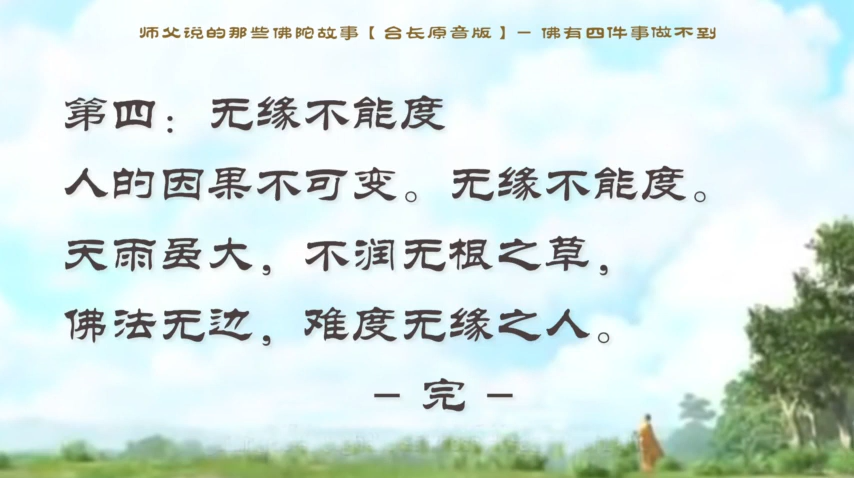 师父说的那些佛陀故事【台长原音版】- 佛有四件事做不到
第四：无缘不能度
人的因果不可变。无缘不能度。
天雨虽大，不润无根之草，
佛法无边，难度无缘之人。
- 完 -